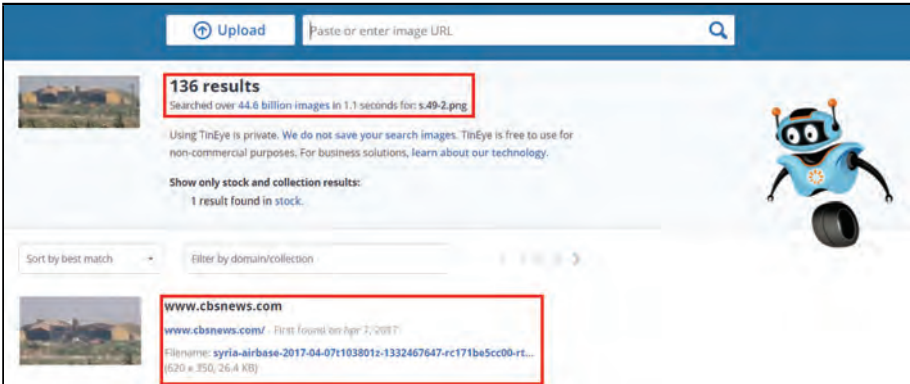 Upload
Paste or enter image URL
136 results
Searched over 44.6 billion images in 1.1 seconds for: s.49-2.png
Using TinEye is private. We do not save your search images. TinEye is free to use for
non-commercial purposes. For business solutions, learn about our technology.
Show only stock and collection results:
1 result found in stock.
Sort by best match
Filter by domain/collection
www.cbsnews.com
www.cbsnews.com/ - First found on Apr 7, 2017
Filename: syria-airbase-2017-04-07t103801z-1332467647-rc171be5cc00-rt...
(620 x 350, 26.4 KB)